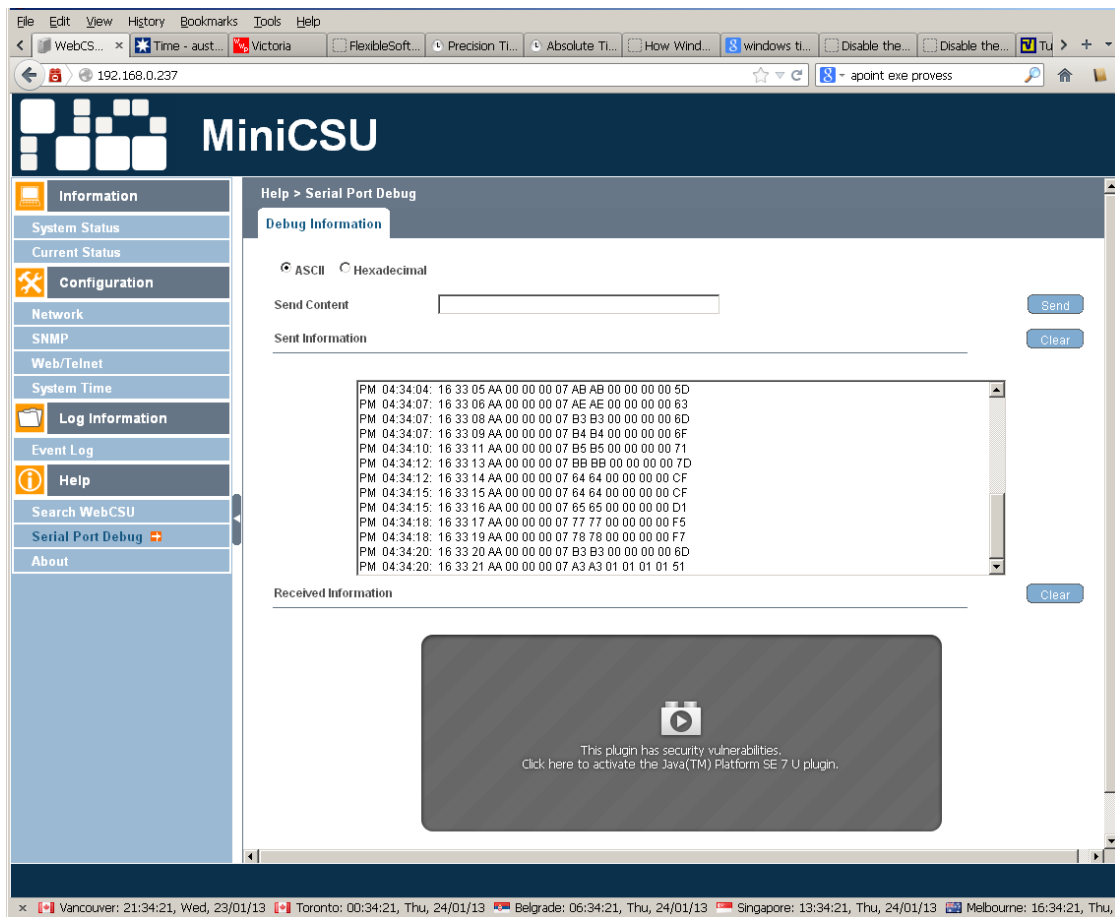 File Edit View History Bookmarks Tools Help
WebCS... Time - aust... Victoria FlexibleSoft... Precision Ti... Absolute Ti... How Wind... windows ti... Disable the... Disable the... Tu
192.168.0.237 apoint exe provess
MiniCSU
Information
System Status
Current Status
Configuration
Network
SNMP
Web/Telnet
System Time
Log Information
Event Log
Help
Search WebCSU
Serial Port Debug
About
Help > Serial Port Debug
Debug Information
ASCII Hexadecimal
Send Content Send
Sent Information Clear
PM 04:34:04: 16 33 05 AA 00 00 00 07 AB AB 00 00 00 00 5D
PM 04:34:07: 16 33 06 AA 00 00 00 07 AE AE 00 00 00 00 63
PM 04:34:07: 16 33 08 AA 00 00 00 07 B3 B3 00 00 00 00 6D
PM 04:34:07: 16 33 09 AA 00 00 00 07 B4 B4 00 00 00 00 6F
PM 04:34:10: 16 33 11 AA 00 00 00 07 B5 B5 00 00 00 00 71
PM 04:34:12: 16 33 13 AA 00 00 00 07 BB BB 00 00 00 00 7D
PM 04:34:12: 16 33 14 AA 00 00 00 07 64 64 00 00 00 00 CF
PM 04:34:15: 16 33 15 AA 00 00 00 07 64 64 00 00 00 00 CF
PM 04:34:15: 16 33 16 AA 00 00 00 07 65 65 00 00 00 00 D1
PM 04:34:18: 16 33 17 AA 00 00 00 07 77 77 00 00 00 00 F5
PM 04:34:18: 16 33 19 AA 00 00 00 07 78 78 00 00 00 00 F7
PM 04:34:20: 16 33 20 AA 00 00 00 07 B3 B3 00 00 00 00 6D
PM 04:34:20: 16 33 21 AA 00 00 00 07 A3 A3 01 01 01 01 51
Received Information Clear
This plugin has security vulnerabilities.
Click here to activate the Java(TM) Platform SE 7 U plugin.
Vancouver: 21:34:21, Wed, 23/01/13 Toronto: 00:34:21, Thu, 24/01/13 Belgrade: 06:34:21, Thu, 24/01/13 Singapore: 13:34:21, Thu, 24/01/13 Melbourne: 16:34:21, Thu,